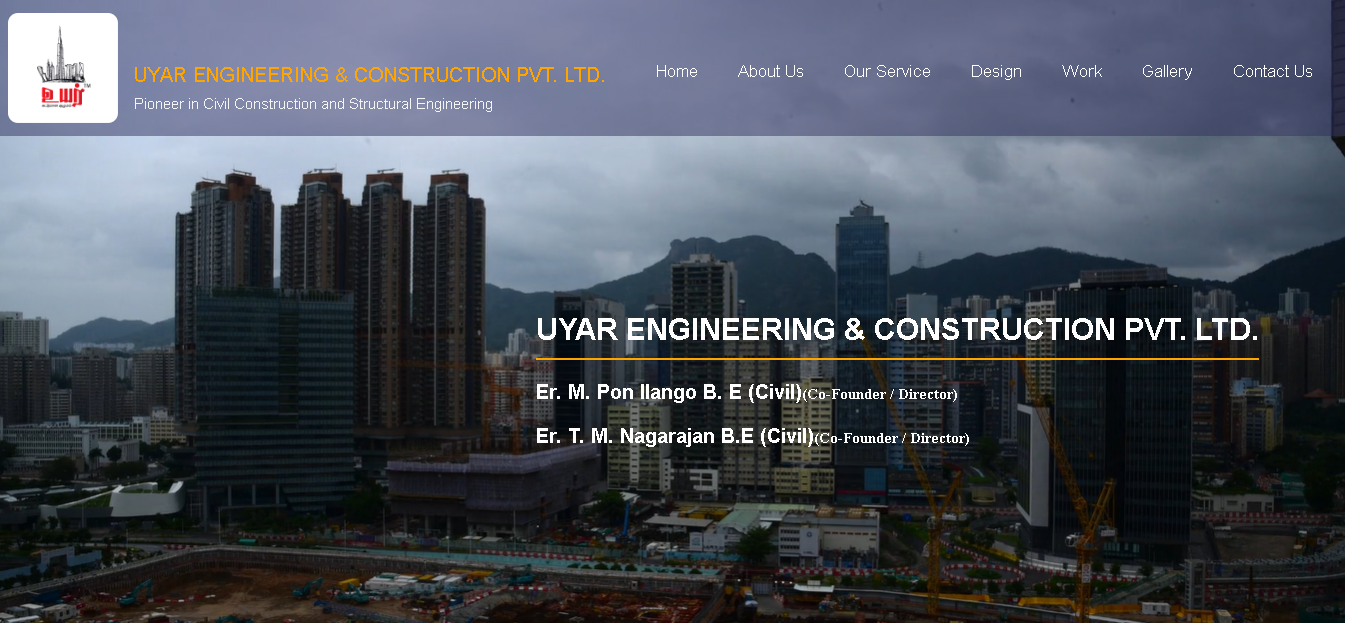 உயர்
TM
UYAR ENGINEERING & CONSTRUCTION PVT. LTD.
Pioneer in Civil Construction and Structural Engineering
Home About Us Our Service Design Work Gallery Contact Us
UYAR ENGINEERING & CONSTRUCTION PVT. LTD.
Er. M. Pon Ilango B. E (Civil)(Co-Founder / Director)
Er. T. M. Nagarajan B.E (Civil)(Co-Founder / Director)